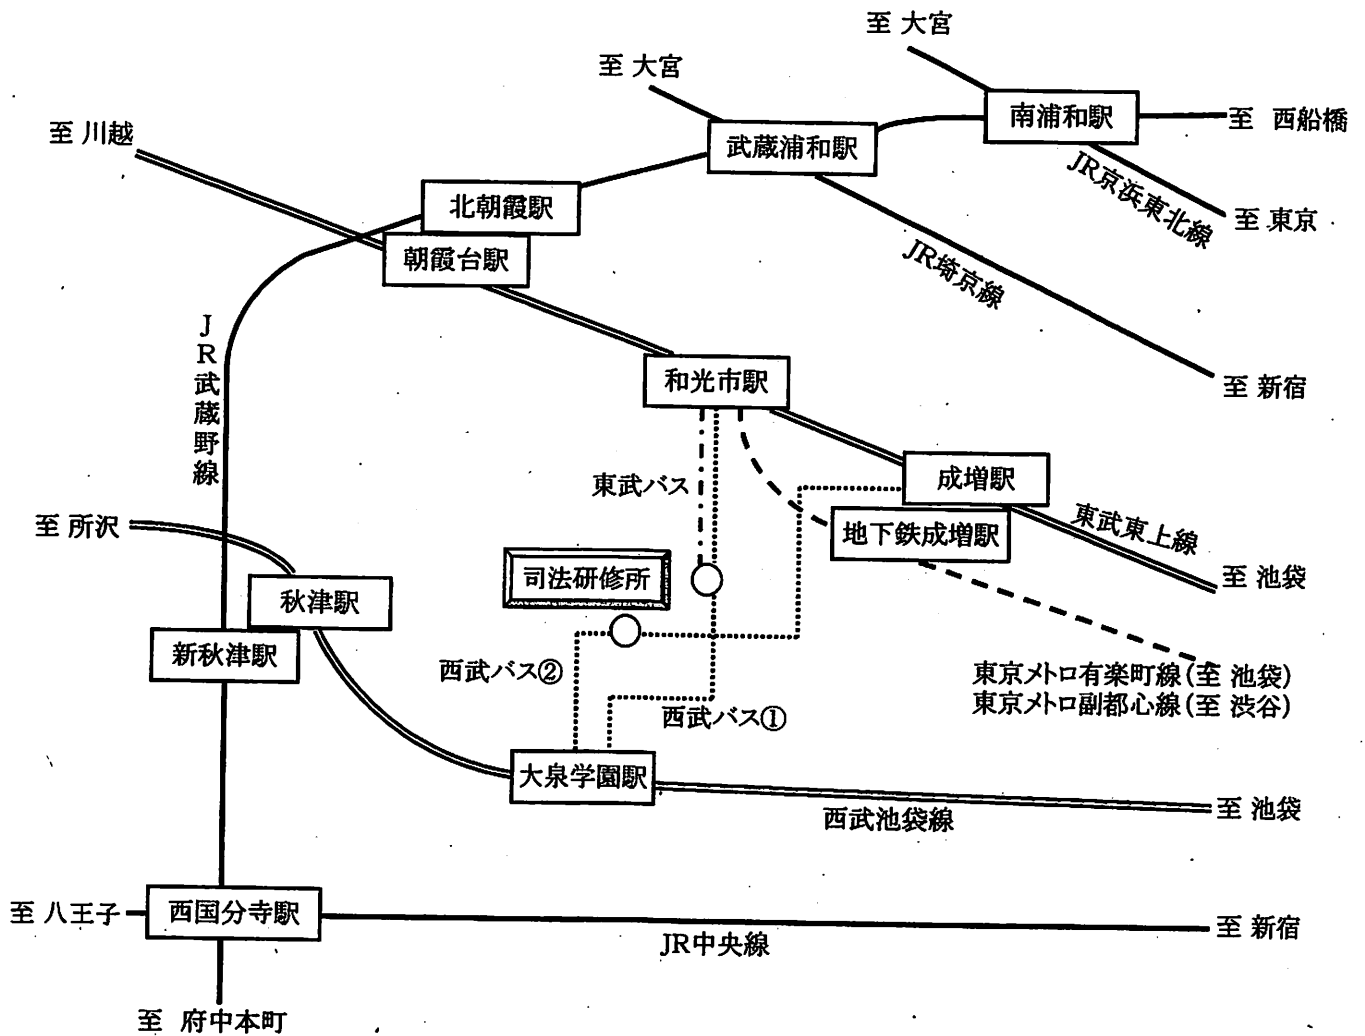 至 大宮
至 大宮
南浦和駅
至 西船橋
至 川越
武蔵浦和駅
JR京浜東北線
北朝霞駅
至 東京
朝霞台駅
JR埼京線
JR武蔵野線
和光市駅
至 新宿
成増駅
東武バス
東武東上線
至 所沢
地下鉄成増駅
司法研修所
至 池袋
秋津駅
新秋津駅
西武バス②
東京メトロ有楽町線(至 池袋)
東京メトロ副都心線(至 渋谷)
西武バス①
大泉学園駅
西武池袋線
至 池袋
至 八王子
西国分寺駅
至 新宿
JR中央線
至 府中本町